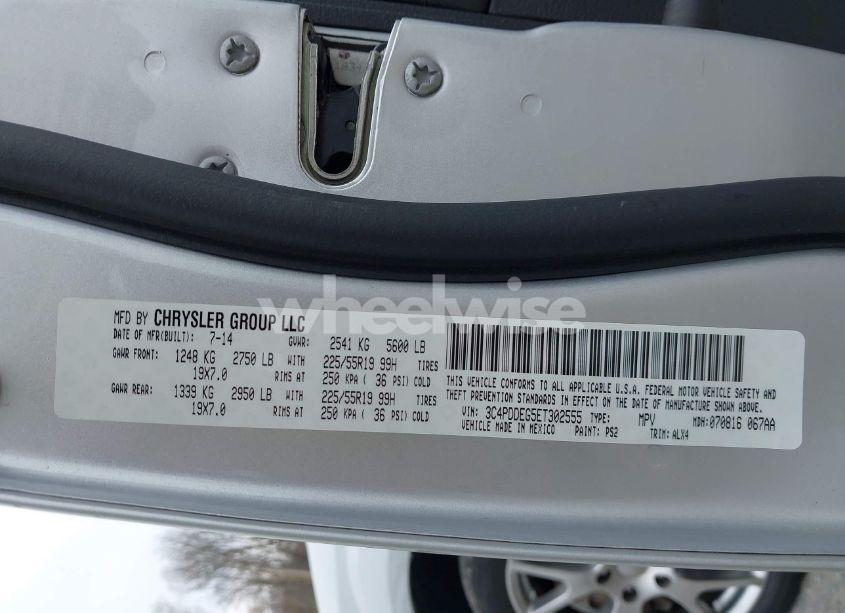 wheelwise
MFD BY CHRYSLER GROUP LLC
DATE OF MFR(BUILT): 7-14 GVWR: 2541 KG 5600 LB
GAWR FRONT: 1248 KG 2750 LB WITH 225/55R19 99H TIRES
19X7.0 RIMS AT 250 KPA ( 36 PSI) COLD
GAWR REAR: 1339 KG 2950 LB WITH 225/55R19 99H TIRES
19X7.0 RIMS AT 250 KPA ( 36 PSI) COLD
THIS VEHICLE CONFORMS TO ALL APPLICABLE U.S.A. FEDERAL MOTOR VEHICLE SAFETY AND
THEFT PREVENTION STANDARDS IN EFFECT ON THE DATE OF MANUFACTURE SHOWN ABOVE.
VIN: 3C4PDDEG5ET302555 TYPE: MPV MDH: 070816 067AA
VEHICLE MADE IN MEXICO PAINT: PS2 TRIM: ALX4